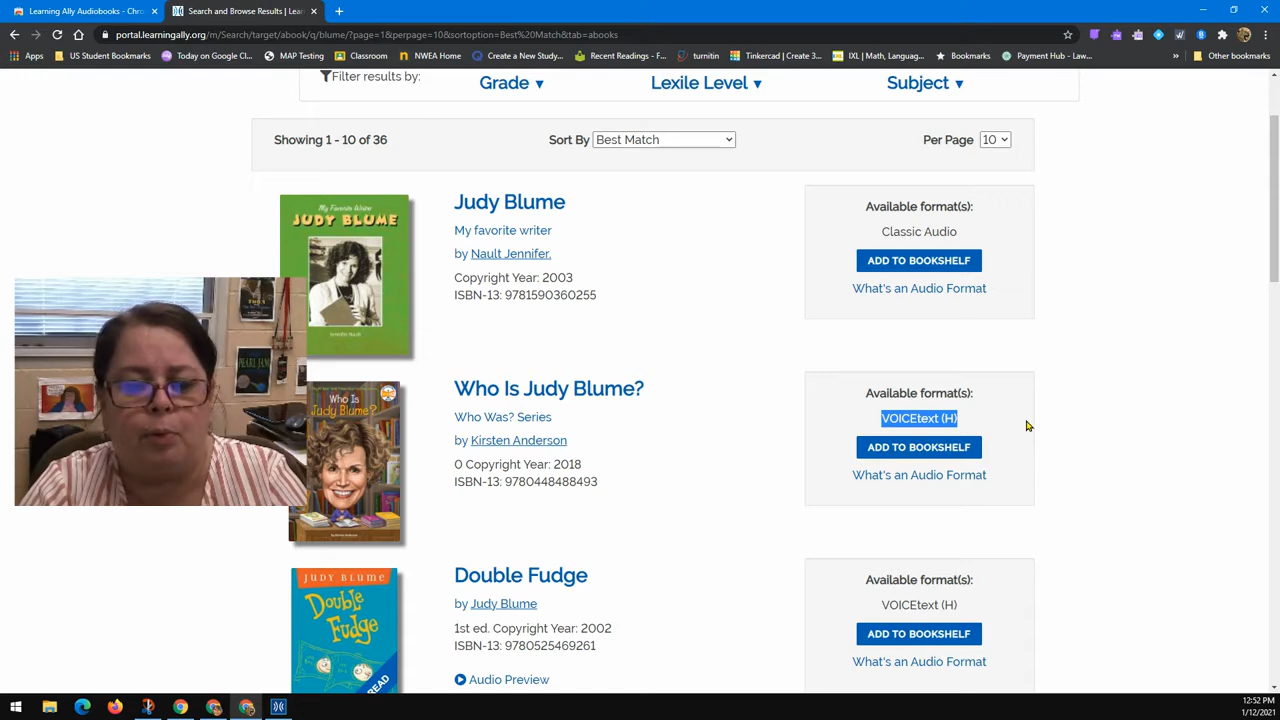 Learning Ally Audiobooks - Chro
Search and Browse Results | Lear
portal.learningally.org/m/Search/target/abook/q/blume/?page=1&perpage=10&sortoption=Best%20Match&tab=abooks
Apps
US Student Bookmarks
Today on Google Cl...
MAP Testing
Classroom
NWEA Home
Create a New Study...
Recent Readings - F...
turnitin
Tinkercad | Create 3...
IXL | Math, Languag...
Bookmarks
Payment Hub - Law...
»
Other bookmarks
Filter results by:
Grade ▼
Lexile Level ▼
Subject ▼
Showing 1 - 10 of 36
Sort By Best Match
Per Page 10
My Favorite Writer
JUDY BLUME
Jennifer Nault
Judy Blume
My favorite writer
by Nault Jennifer.
Copyright Year: 2003
ISBN-13: 9781590360255
Available format(s):
Classic Audio
ADD TO BOOKSHELF
What's an Audio Format
PEARL JAM
Who Is
Judy Blume?
Who Is Judy Blume?
Who Was? Series
by Kirsten Anderson
0 Copyright Year: 2018
ISBN-13: 9780448488493
Available format(s):
VOICEtext (H)
ADD TO BOOKSHELF
What's an Audio Format
JUDY BLUME
Double
Fudge
READ
Double Fudge
by Judy Blume
1st ed. Copyright Year: 2002
ISBN-13: 9780525469261
Audio Preview
Available format(s):
VOICEtext (H)
ADD TO BOOKSHELF
What's an Audio Format
12:52 PM
1/12/2021